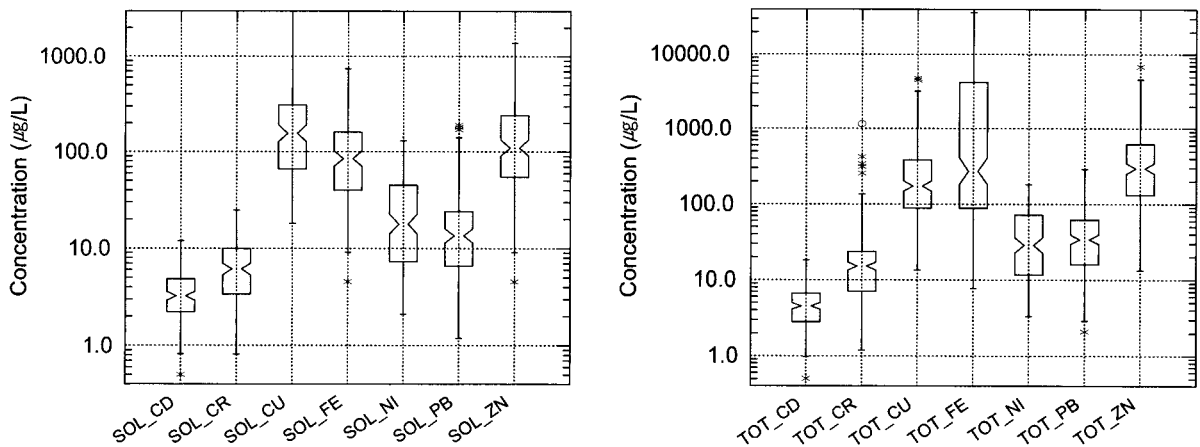 Concentration (µg/L)
1000.0
100.0
10.0
1.0
SOL_CD
SOL_CR
SOL_CU
SOL_FE
SOL_NI
SOL_PB
SOL_ZN
Concentration (µg/L)
10000.0
1000.0
100.0
10.0
1.0
TOT_CD
TOT_CR
TOT_CU
TOT_FE
TOT_NI
TOT_PB
TOT_ZN